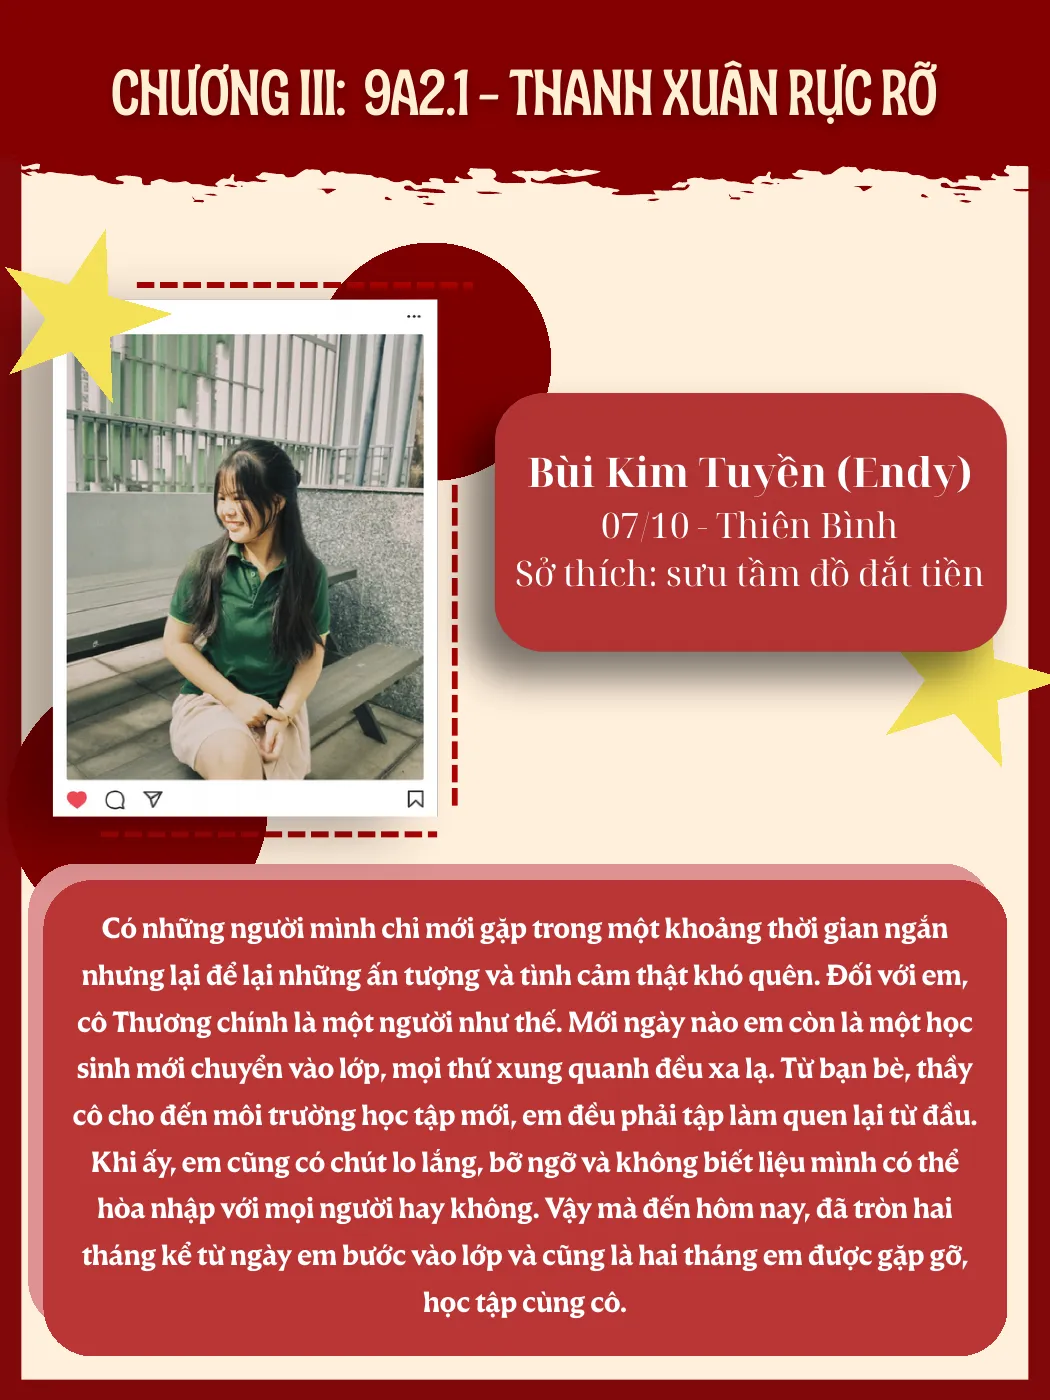 CHƯƠNG III: 9A2.1 - THANH XUÂN RỰC RỠ
Bùi Kim Tuyền (Endy)
07/10 - Thiên Bình
Sở thích: sưu tầm đồ đắt tiền
Có những người mình chỉ mới gặp trong một khoảng thời gian ngắn
nhưng lại để lại những ấn tượng và tình cảm thật khó quên. Đối với em,
cô Thương chính là một người như thế. Mới ngày nào em còn là một học
sinh mới chuyển vào lớp, mọi thứ xung quanh đều xa lạ. Từ bạn bè, thầy
cô cho đến môi trường học tập mới, em đều phải tập làm quen lại từ đầu.
Khi ấy, em cũng có chút lo lắng, bỡ ngỡ và không biết liệu mình có thể
hòa nhập với mọi người hay không. Vậy mà đến hôm nay, đã tròn hai
tháng kể từ ngày em bước vào lớp và cũng là hai tháng em được gặp gỡ,
học tập cùng cô.